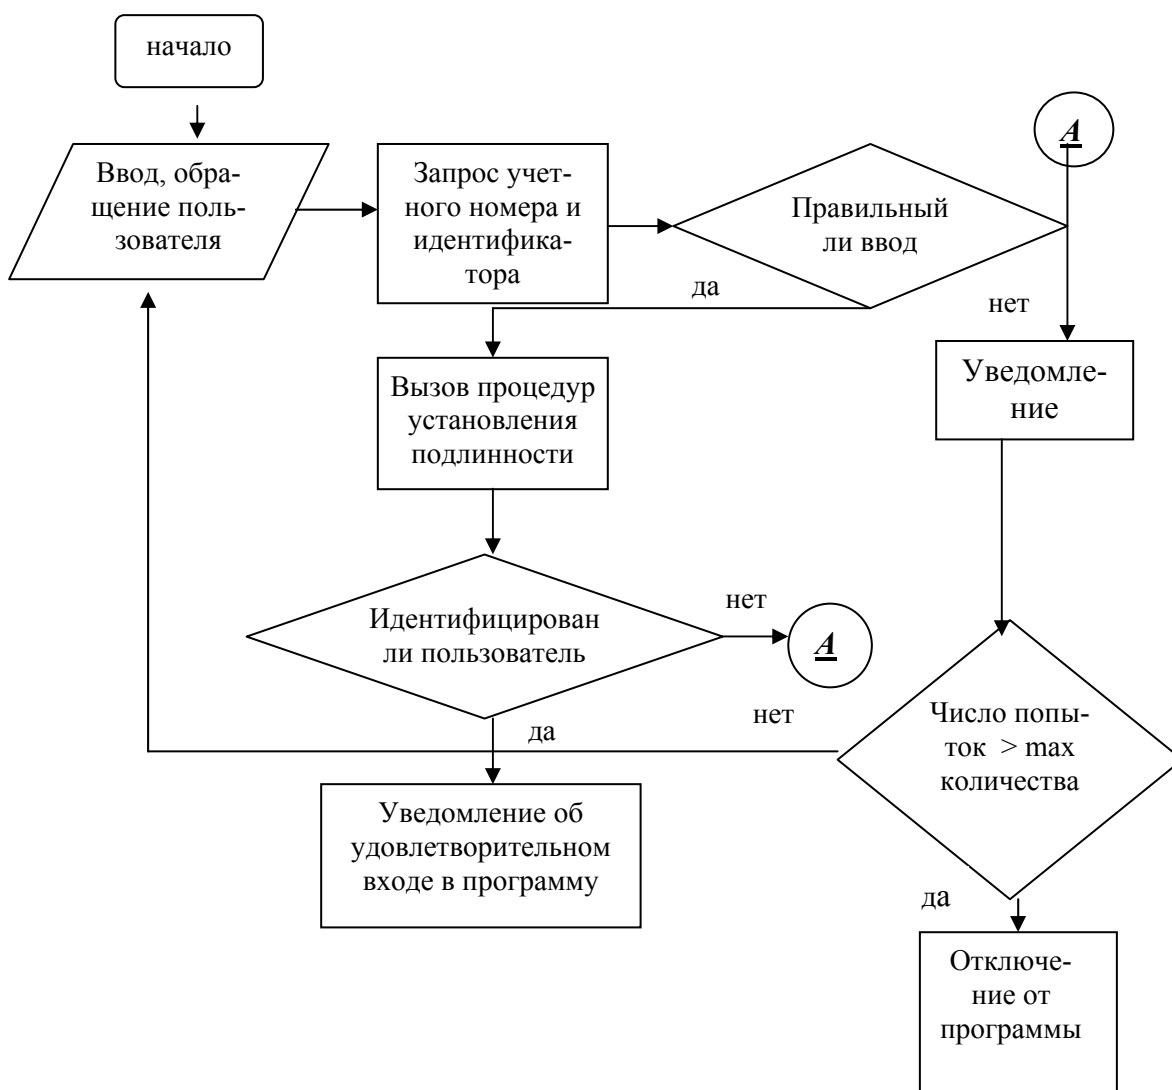 начало
А
Ввод, обра-
щение поль-
зователя
Запрос учет-
ного номера и
идентифика-
тора
Правильный
ли ввод
да
нет
Вызов процедур
установления
подлинности
Уведомле-
ние
Идентифицирован
ли пользователь
нет
А
да
нет
Число попы-
ток > max
количества
Уведомление об
удовлетворительном
входе в программу
да
Отключе-
ние от
программы